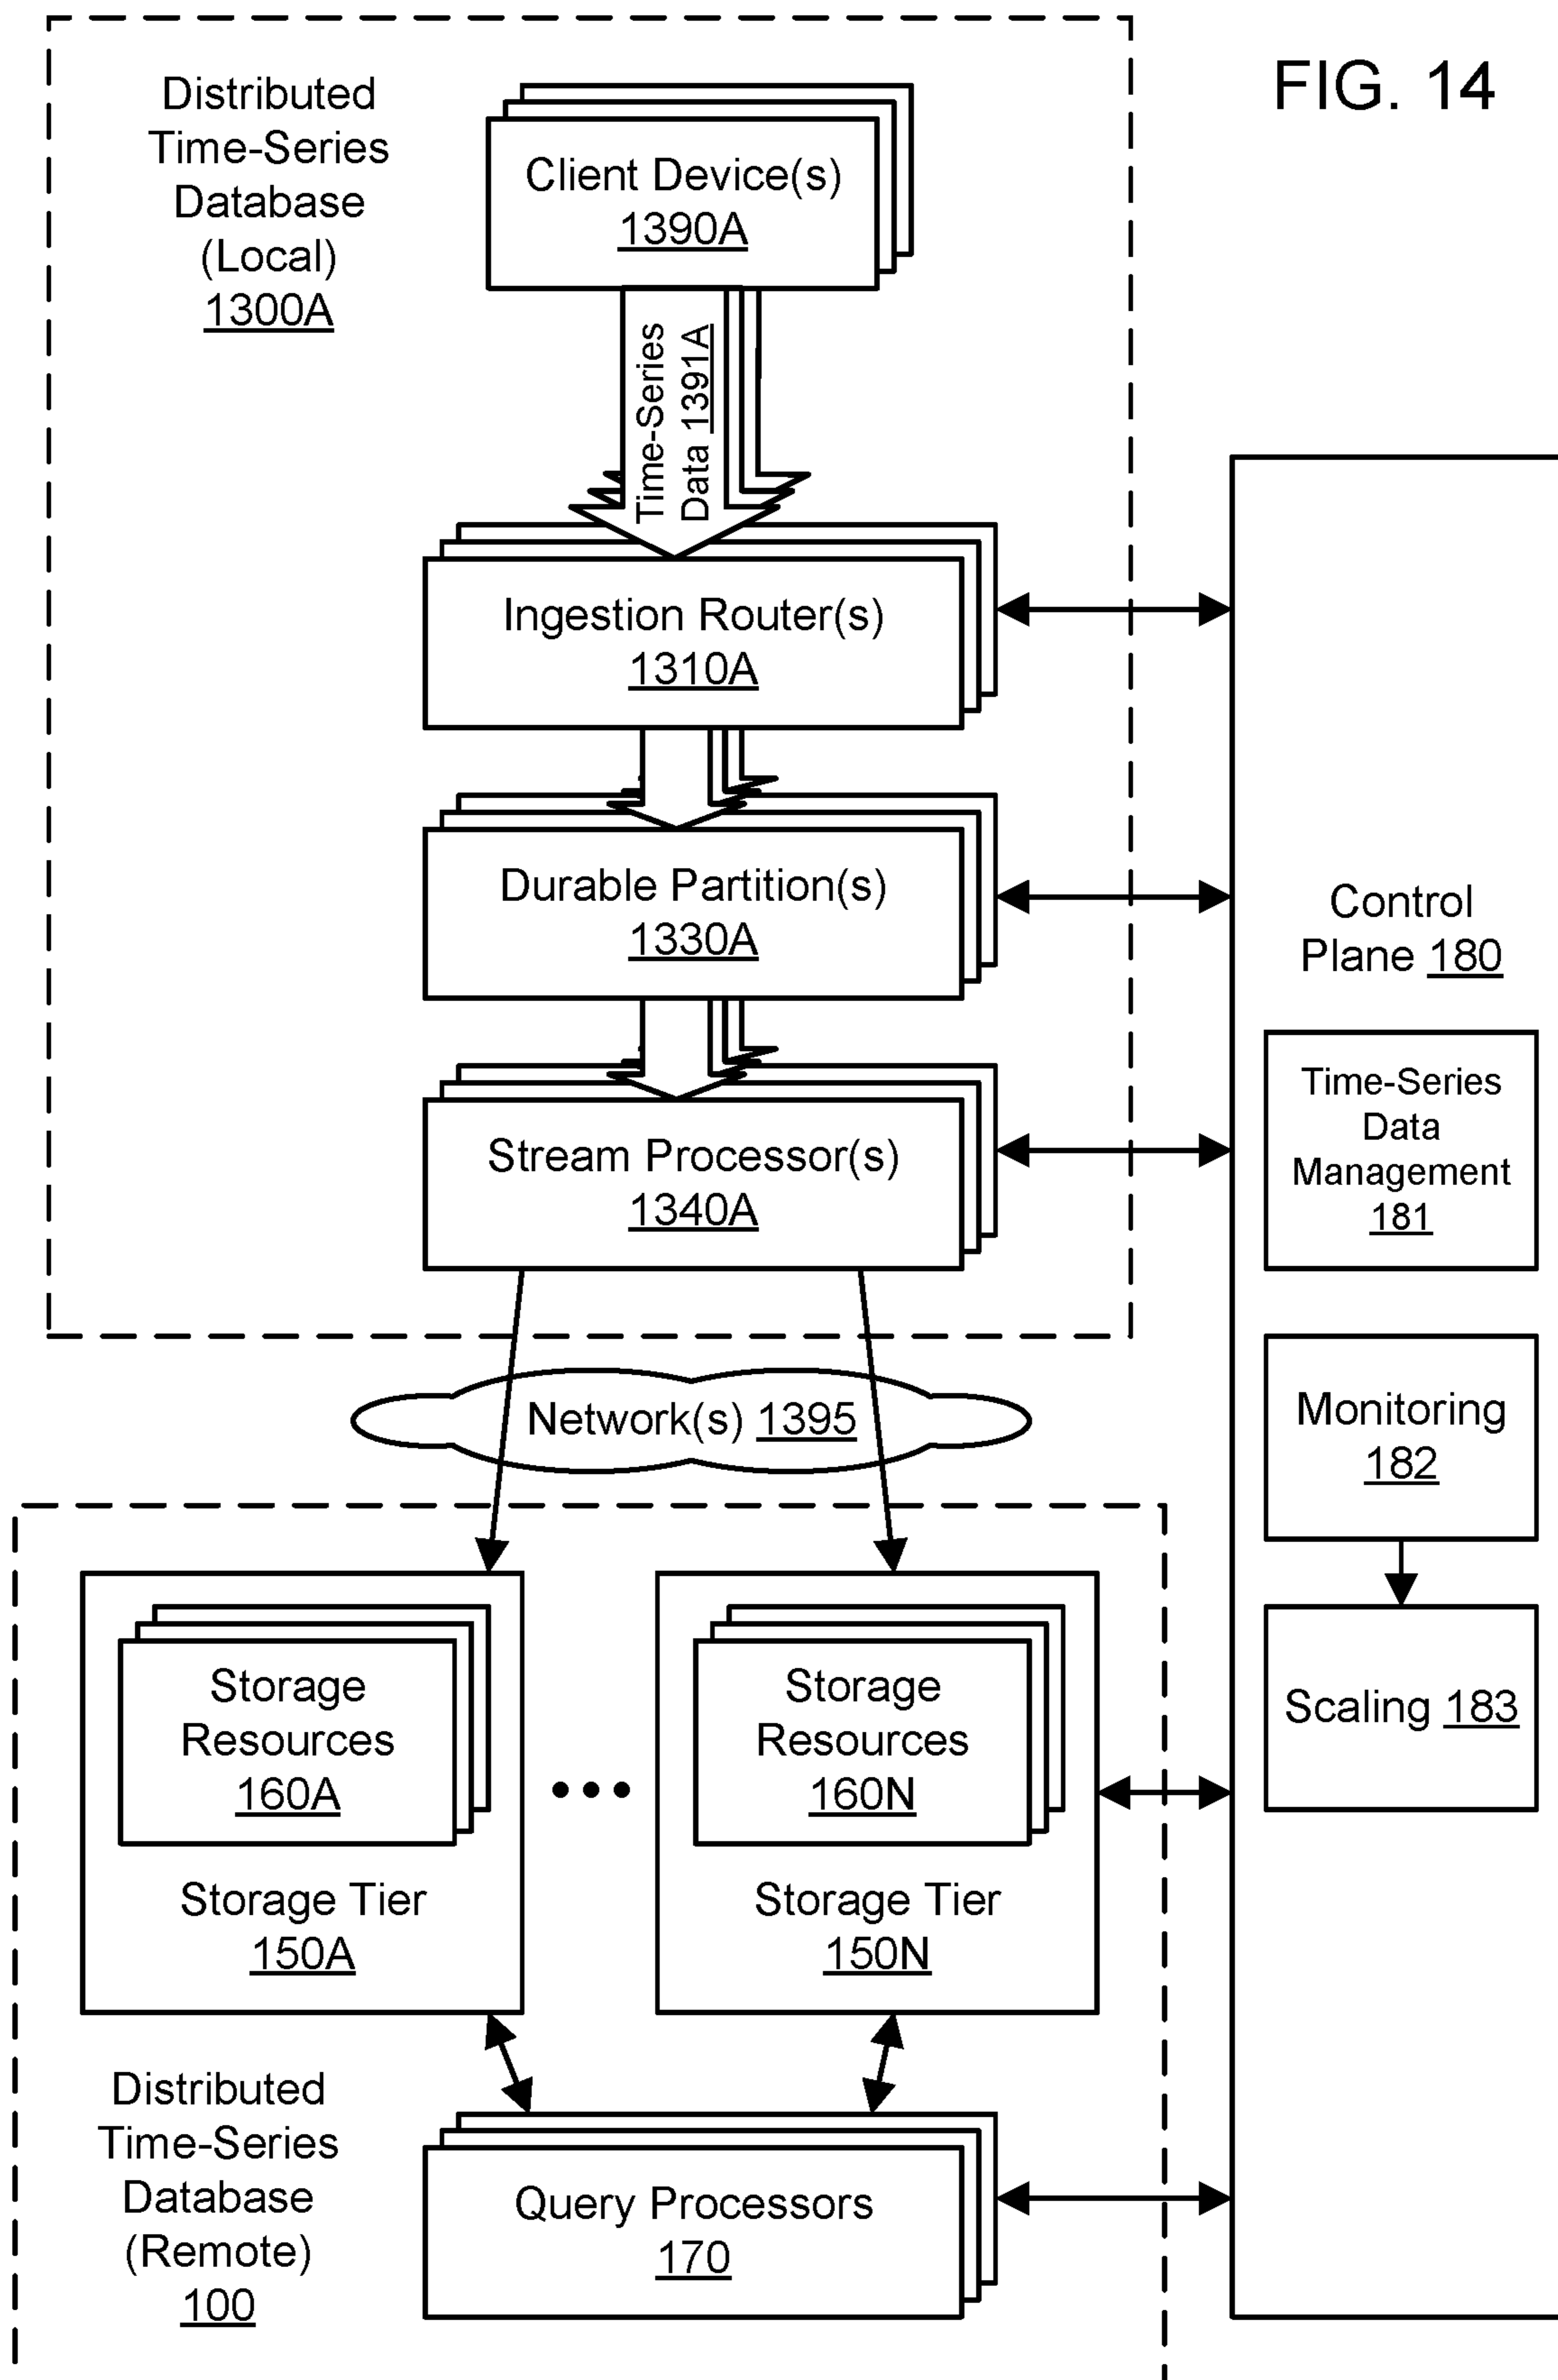 FIG. 14
Distributed
Time-Series
Database
(Local)
1300A
Client Device(s)
1390A
Time-Series
Data 1391A
Ingestion Router(s)
1310A
Durable Partition(s)
1330A
Stream Processor(s)
1340A
Control
Plane 180
Time-Series
Data
Management
181
Monitoring
182
Scaling 183
Network(s) 1395
Storage
Resources
160A
Storage Tier
150A
Storage
Resources
160N
Storage Tier
150N
Distributed
Time-Series
Database
(Remote)
100
Query Processors
170